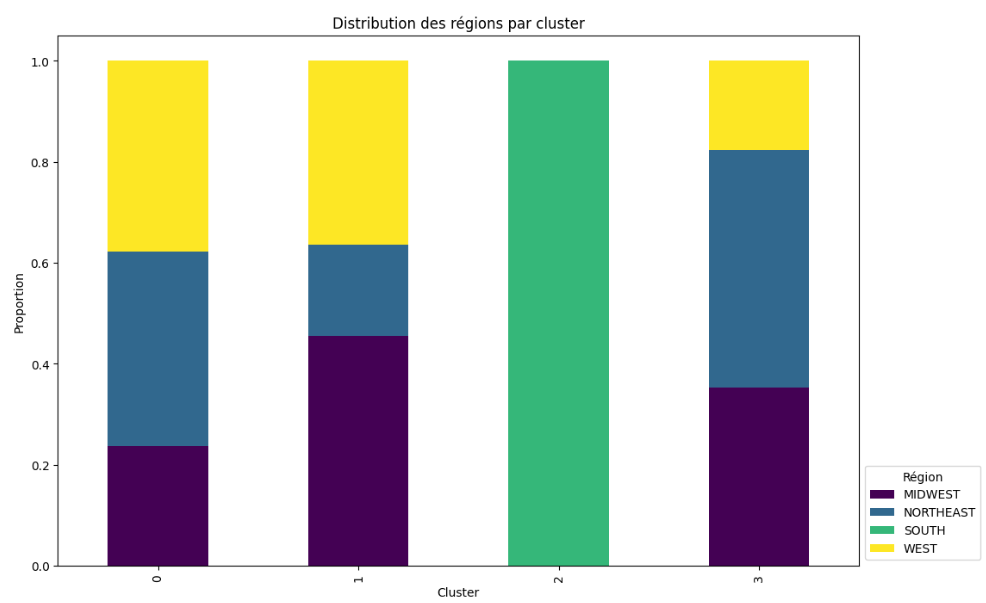 Distribution des régions par cluster
Proportion
1.0
0.8
0.6
0.4
0.2
0.0
0
1
2
3
Cluster
Région
MIDWEST
NORTHEAST
SOUTH
WEST